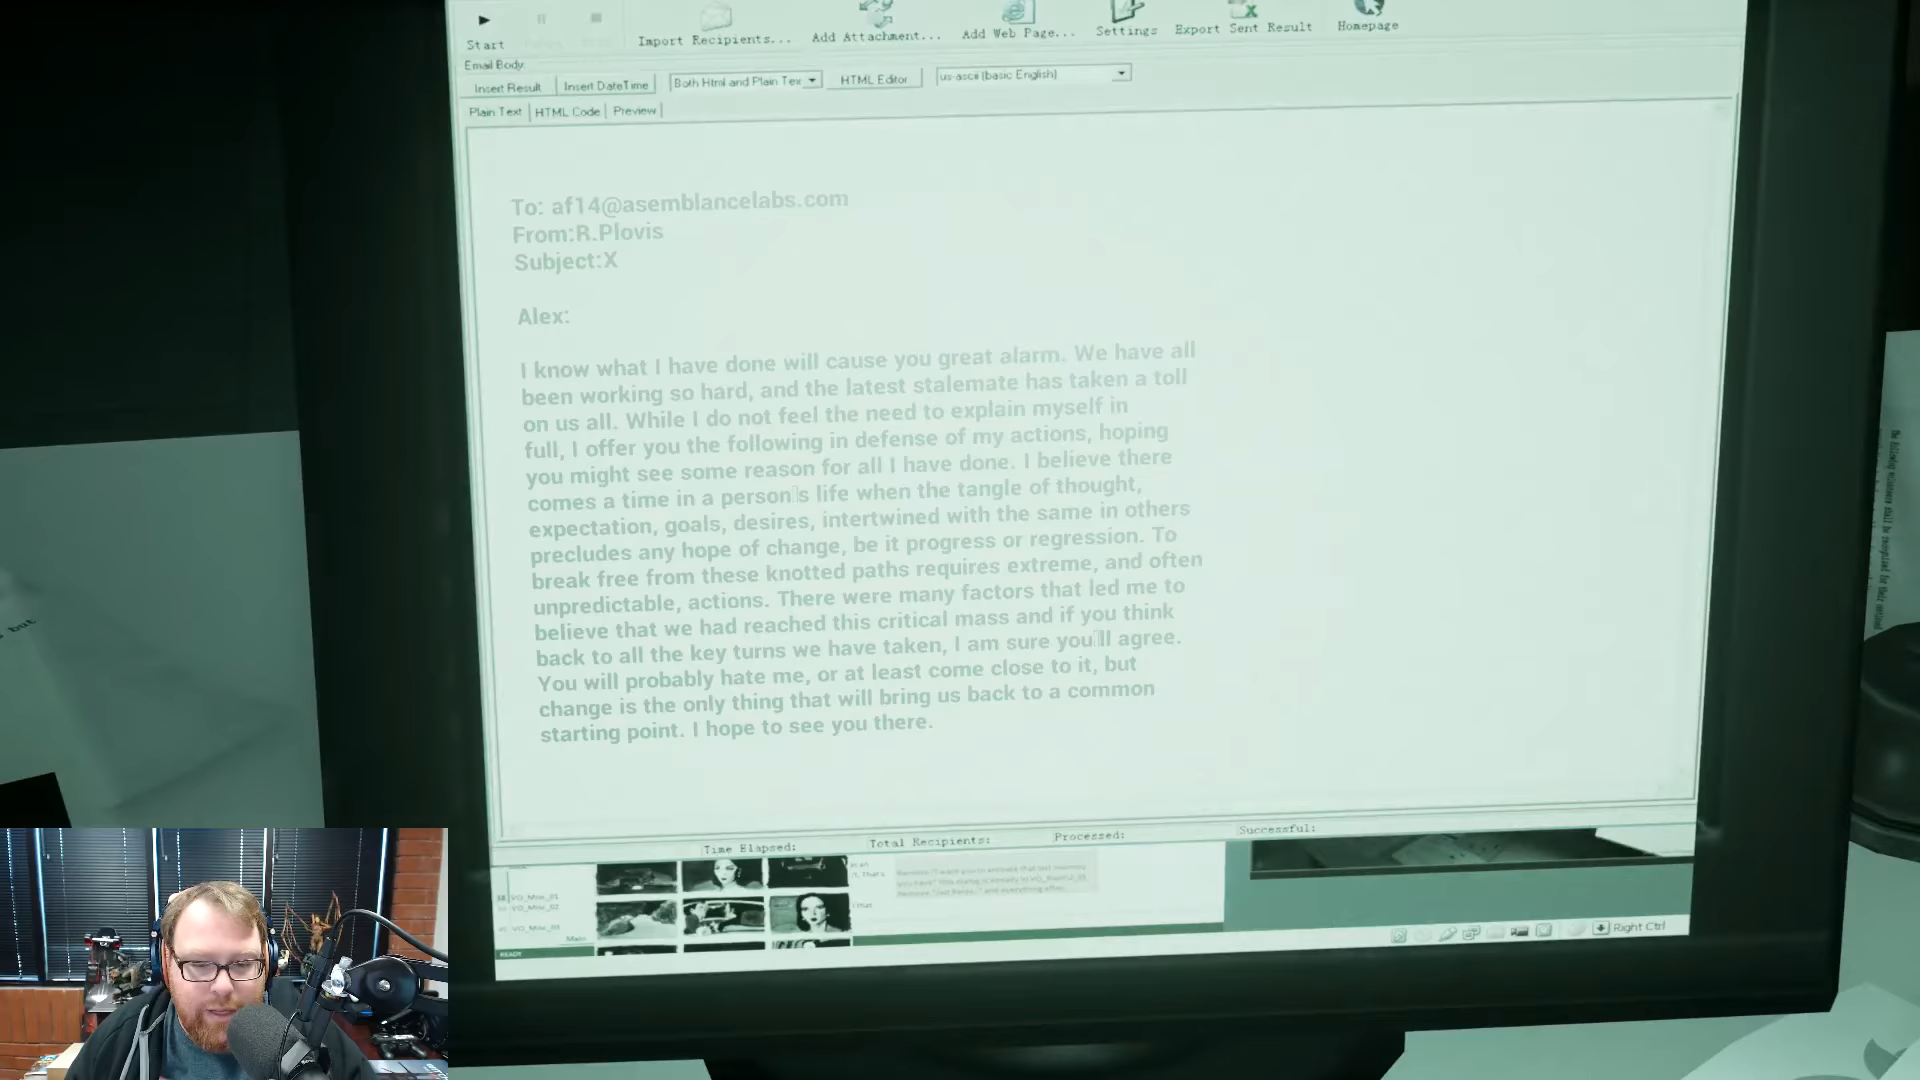 Start
Import Recipients...
Add Attachment...
Add Web Page...
Settings
Export Sent Result
Homepage
Email Body:
Insert Result
Insert DateTime
Both Html and Plain Tex
HTML Editor
us-ascii (basic English)
Plain Text
HTML Code
Preview
To: af14@asemblancelabs.com
From:R.Plovis
Subject:X
Alex:
I know what I have done will cause you great alarm. We have all
been working so hard, and the latest stalemate has taken a toll
on us all. While I do not feel the need to explain myself in
full, I offer you the following in defense of my actions, hoping
you might see some reason for all I have done. I believe there
comes a time in a person▯s life when the tangle of thought,
expectation, goals, desires, intertwined with the same in others
precludes any hope of change, be it progress or regression. To
break free from these knotted paths requires extreme, and often
unpredictable, actions. There were many factors that led me to
believe that we had reached this critical mass and if you think
back to all the key turns we have taken, I am sure you▯ll agree.
You will probably hate me, or at least come close to it, but
change is the only thing that will bring us back to a common
starting point. I hope to see you there.
Time Elapsed:
Total Recipients:
Processed:
Successful:
VO_Misc_01
VO_Misc_02
VO_Misc_03
Main
READY
Right Ctrl
but